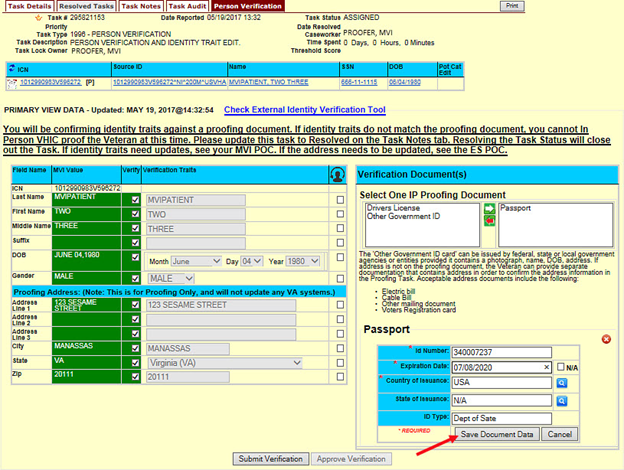 Task Details Resolved Tasks Task Notes Task Audit Person Verification Print
Task # 295821153 Date Reported 05/19/2017 13:32 Task Status ASSIGNED
Priority Date Resolved
Task Type 1996 - PERSON VERIFICATION Caseworker PROOFER, MVI
Task Description PERSON VERIFICATION AND IDENTITY TRAIT EDIT. Time Spent 0 Days, 0 Hours, 0 Minutes
Task Lock Owner PROOFER, MVI Threshold Score
ICN Source ID Name SSN DOB Pot Cat Edit
1012990983V596272 [P] 1012990983V596272^NI^200M^USVHA MVIPATIENT, TWO THREE 666-11-1115 06/04/1980
PRIMARY VIEW DATA - Updated: MAY 19, 2017@14:32:54 Check External Identity Verification Tool
You will be confirming identity traits against a proofing document. If identity traits do not match the proofing document, you cannot In
Person VHIC proof the Veteran at this time. Please update this task to Resolved on the Task Notes tab. Resolving the Task Status will close
out the Task. If identity traits need updates, see your MVI POC. If the address needs to be updated, see the ES POC.
Field Name MVI Value Verify Verification Traits
ICN 1012990983V596272
Last Name MVIPATIENT MVIPATIENT
First Name TWO TWO
Middle Name THREE THREE
Suffix
DOB JUNE 04,1980 Month June Day 04 Year 1980
Gender MALE MALE
Proofing Address: (Note: This is for Proofing Only, and will not update any VA systems.)
Address Line 1 123 SESAME STREET 123 SESAME STREET
Address Line 2
Address Line 3
City MANASSAS MANASSAS
State VA Virginia (VA)
Zip 20111 20111
Verification Document(s)
Select One IP Proofing Document
Drivers License
Other Government ID
Passport
The 'Other Government ID card' can be issued by federal, state or local government
agencies or entities provided it contains a photograph, name, DOB, address. If
address is not on the proofing document, the Veteran can provide separate
documentation that contains address in order to confirm the address information in
the Proofing Task. Acceptable address documents include the following:
• Electric bill
• Cable Bill
• Other mailing document
• Voters Registration card
Passport
* Id Number: 340007237
* Expiration Date: 07/08/2020 × N/A
* Country of Issuance: USA
State of Issuance: N/A
ID Type: Dept of Sate
* REQUIRED Save Document Data Cancel
Submit Verification Approve Verification